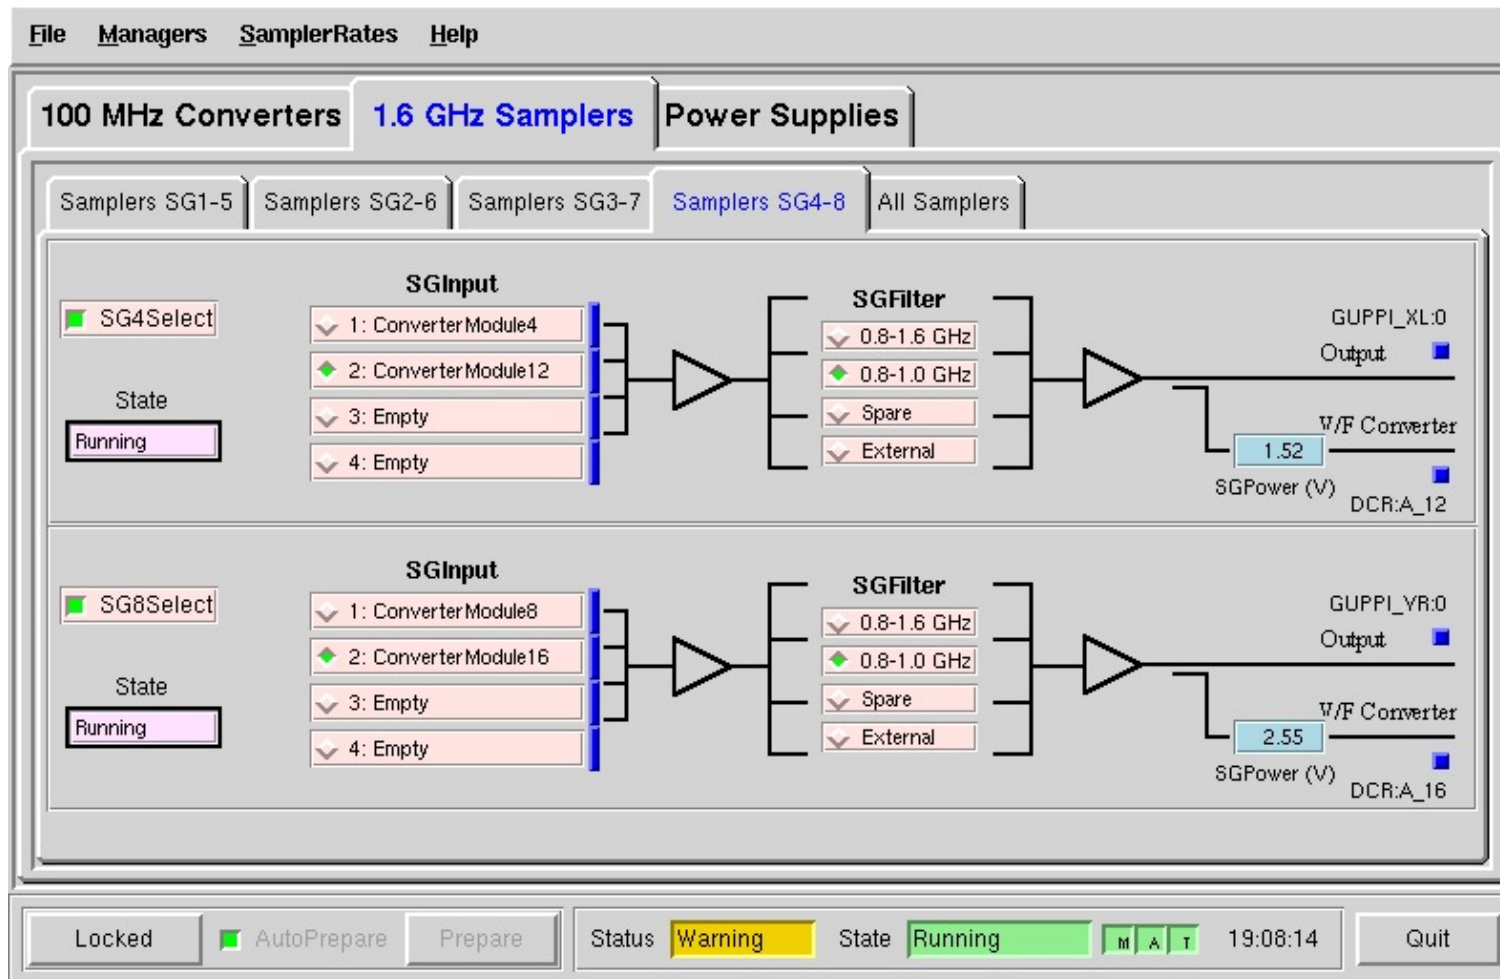 File Managers SamplerRates Help
100 MHz Converters 1.6 GHz Samplers Power Supplies
Samplers SG1-5 Samplers SG2-6 Samplers SG3-7 Samplers SG4-8 All Samplers
SG4Select
State
Running
SGInput
1: ConverterModule4
2: ConverterModule12
3: Empty
4: Empty
SGFilter
0.8-1.6 GHz
0.8-1.0 GHz
Spare
External
GUPPI_XL:0
Output
V/F Converter
1.52
SGPower (V)
DCR:A_12
SG8Select
State
Running
SGInput
1: ConverterModule8
2: ConverterModule16
3: Empty
4: Empty
SGFilter
0.8-1.6 GHz
0.8-1.0 GHz
Spare
External
GUPPI_YR:0
Output
V/F Converter
2.55
SGPower (V)
DCR:A_16
Locked AutoPrepare Prepare Status Warning State Running M A T 19:08:14 Quit